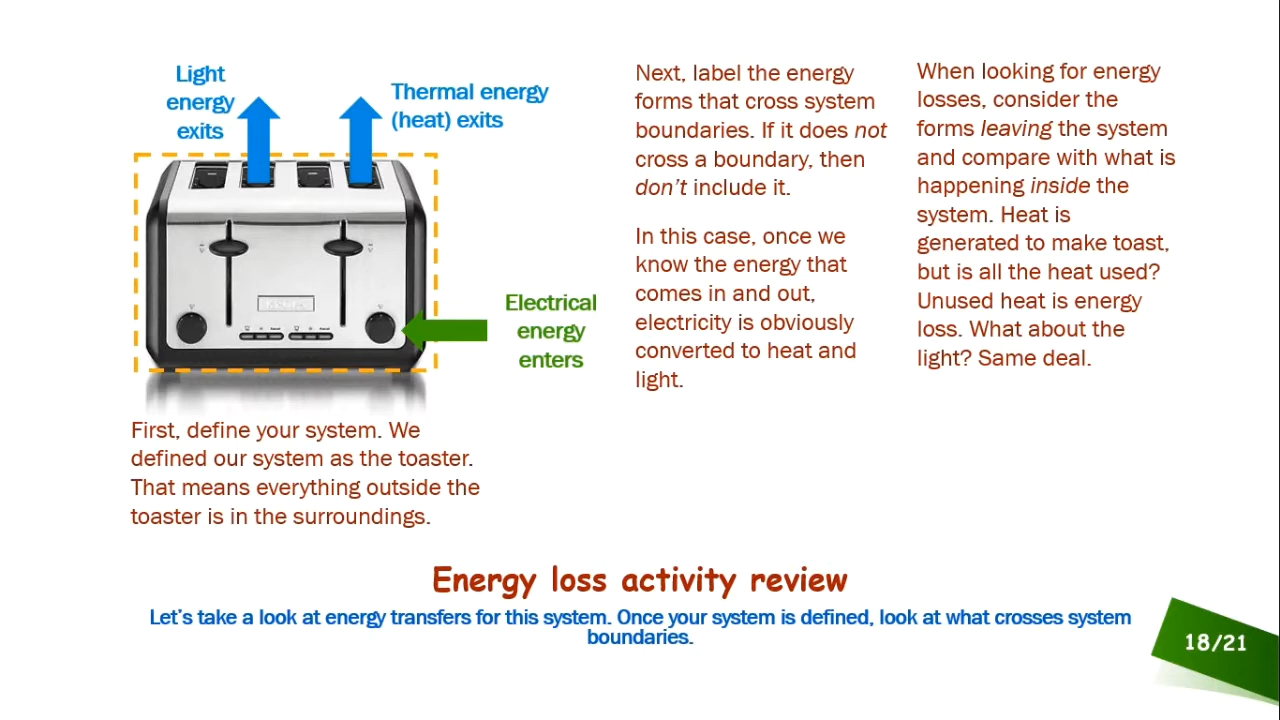 Light
energy
exits
Thermal energy
(heat) exits
Electrical
energy
enters
First, define your system. We
defined our system as the toaster.
That means everything outside the
toaster is in the surroundings.
Next, label the energy
forms that cross system
boundaries. If it does not
cross a boundary, then
don’t include it.
In this case, once we
know the energy that
comes in and out,
electricity is obviously
converted to heat and
light.
When looking for energy
losses, consider the
forms leaving the system
and compare with what is
happening inside the
system. Heat is
generated to make toast,
but is all the heat used?
Unused heat is energy
loss. What about the
light? Same deal.
Energy loss activity review
Let’s take a look at energy transfers for this system. Once your system is defined, look at what crosses system
boundaries.
18/21